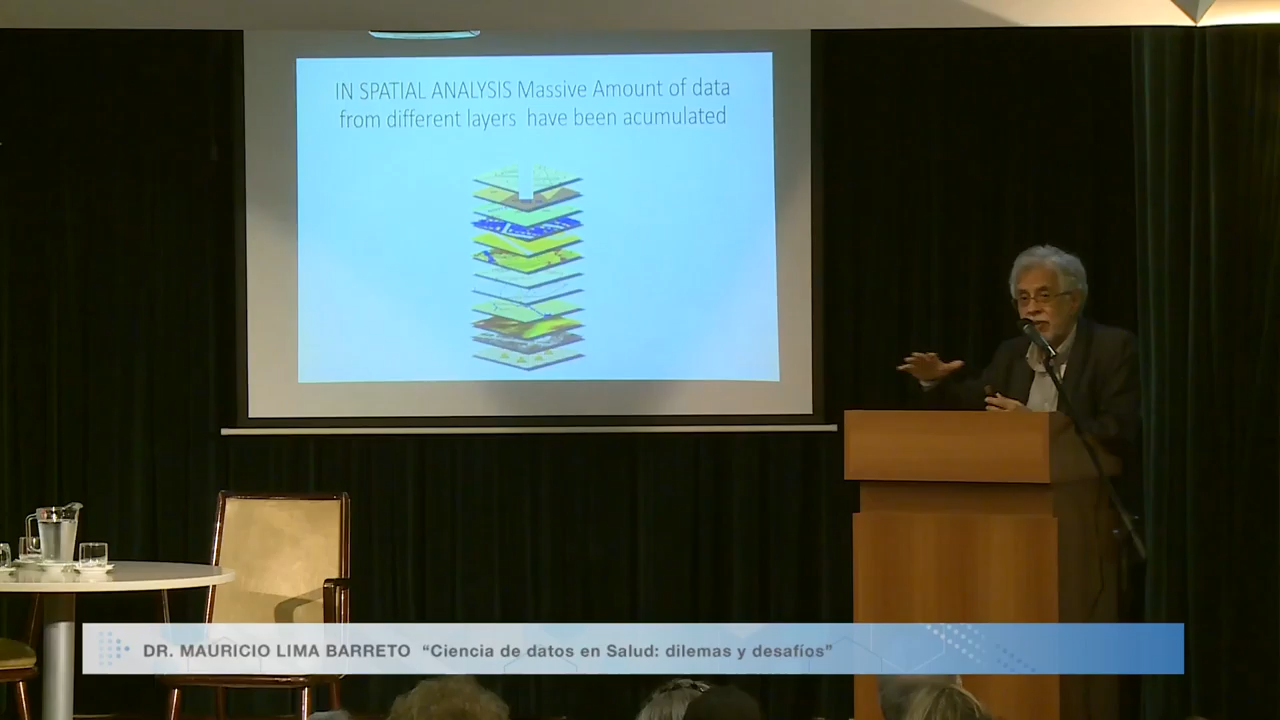 IN SPATIAL ANALYSIS Massive Amount of data
from different layers have been acumulated
DR. MAURICIO LIMA BARRETO “Ciencia de datos en Salud: dilemas y desafíos”